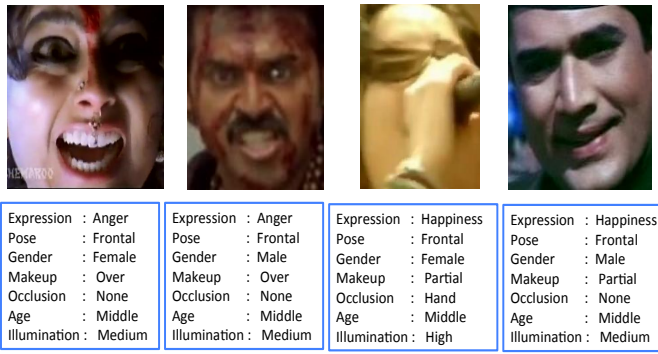 HEMAROO
Expression : Anger
Pose : Frontal
Gender : Female
Makeup : Over
Occlusion : None
Age : Middle
Illumination : Medium
Expression : Anger
Pose : Frontal
Gender : Male
Makeup : Over
Occlusion : None
Age : Middle
Illumination : Medium
Expression : Happiness
Pose : Frontal
Gender : Female
Makeup : Partial
Occlusion : Hand
Age : Middle
Illumination : High
Expression : Happiness
Pose : Frontal
Gender : Male
Makeup : Partial
Occlusion : None
Age : Middle
Illumination : Medium